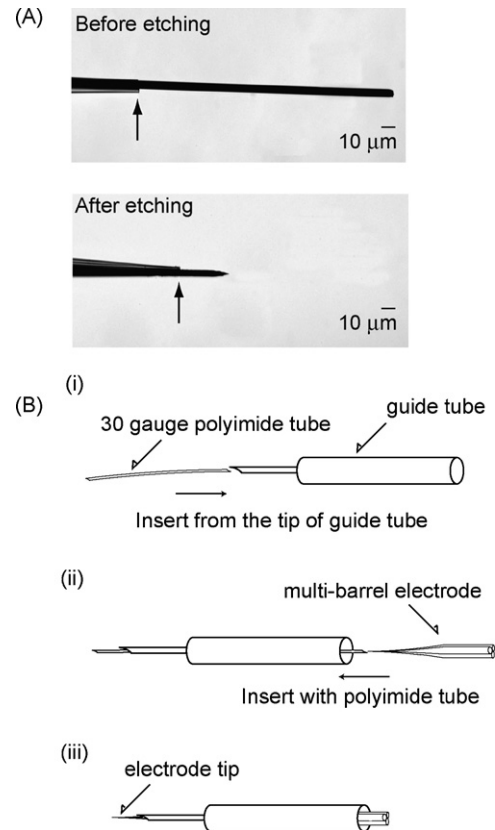 (A)
Before etching
10 μm
After etching
10 μm
(B)
(i)
30 gauge polyimide tube
guide tube
Insert from the tip of guide tube
(ii)
multi-barrel electrode
Insert with polyimide tube
(iii)
electrode tip